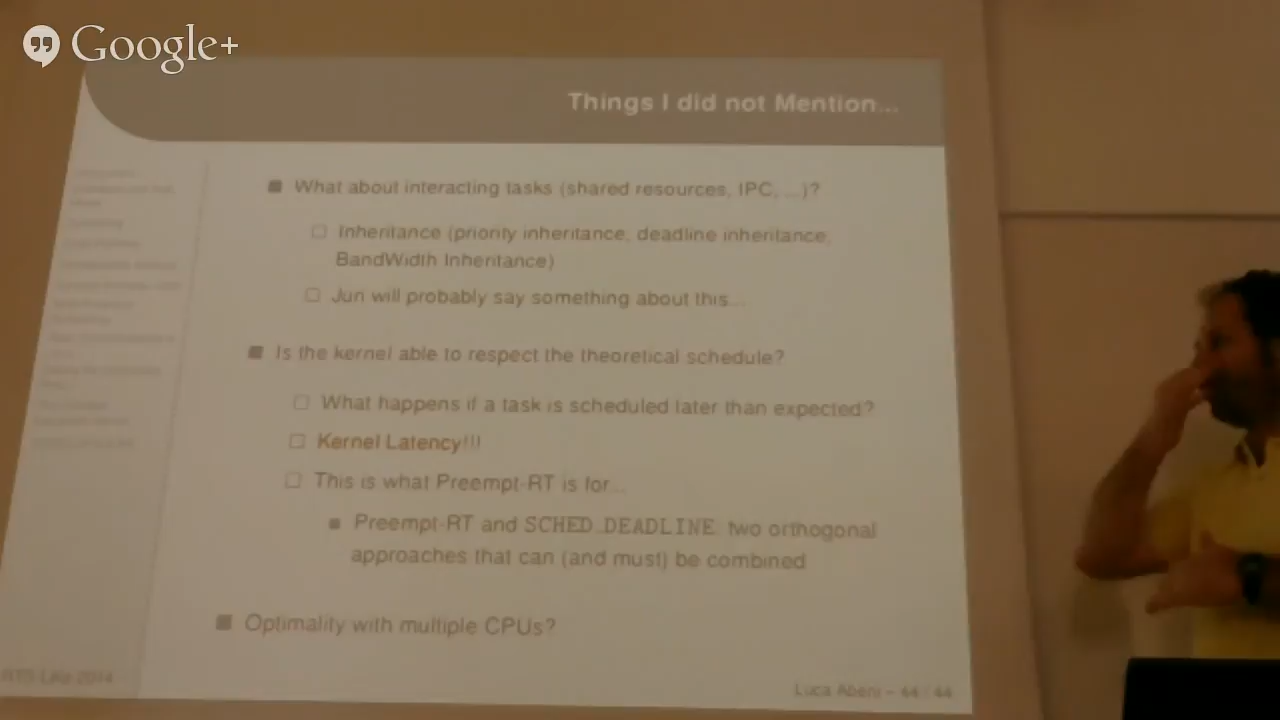 Google+
Things I did not Mention...
What about interacting tasks (shared resources, IPC, ...)?
Inheritance (priority inheritance, deadline inheritance,
BandWidth Inheritance)
Jun will probably say something about this...
Is the kernel able to respect the theoretical schedule?
What happens if a task is scheduled later than expected?
Kernel Latency!!!
This is what Preempt-RT is for...
Preempt-RT and SCHED_DEADLINE: two orthogonal
approaches that can (and must) be combined
Optimality with multiple CPUs?
2014
Luca Abeni – 44 / 44